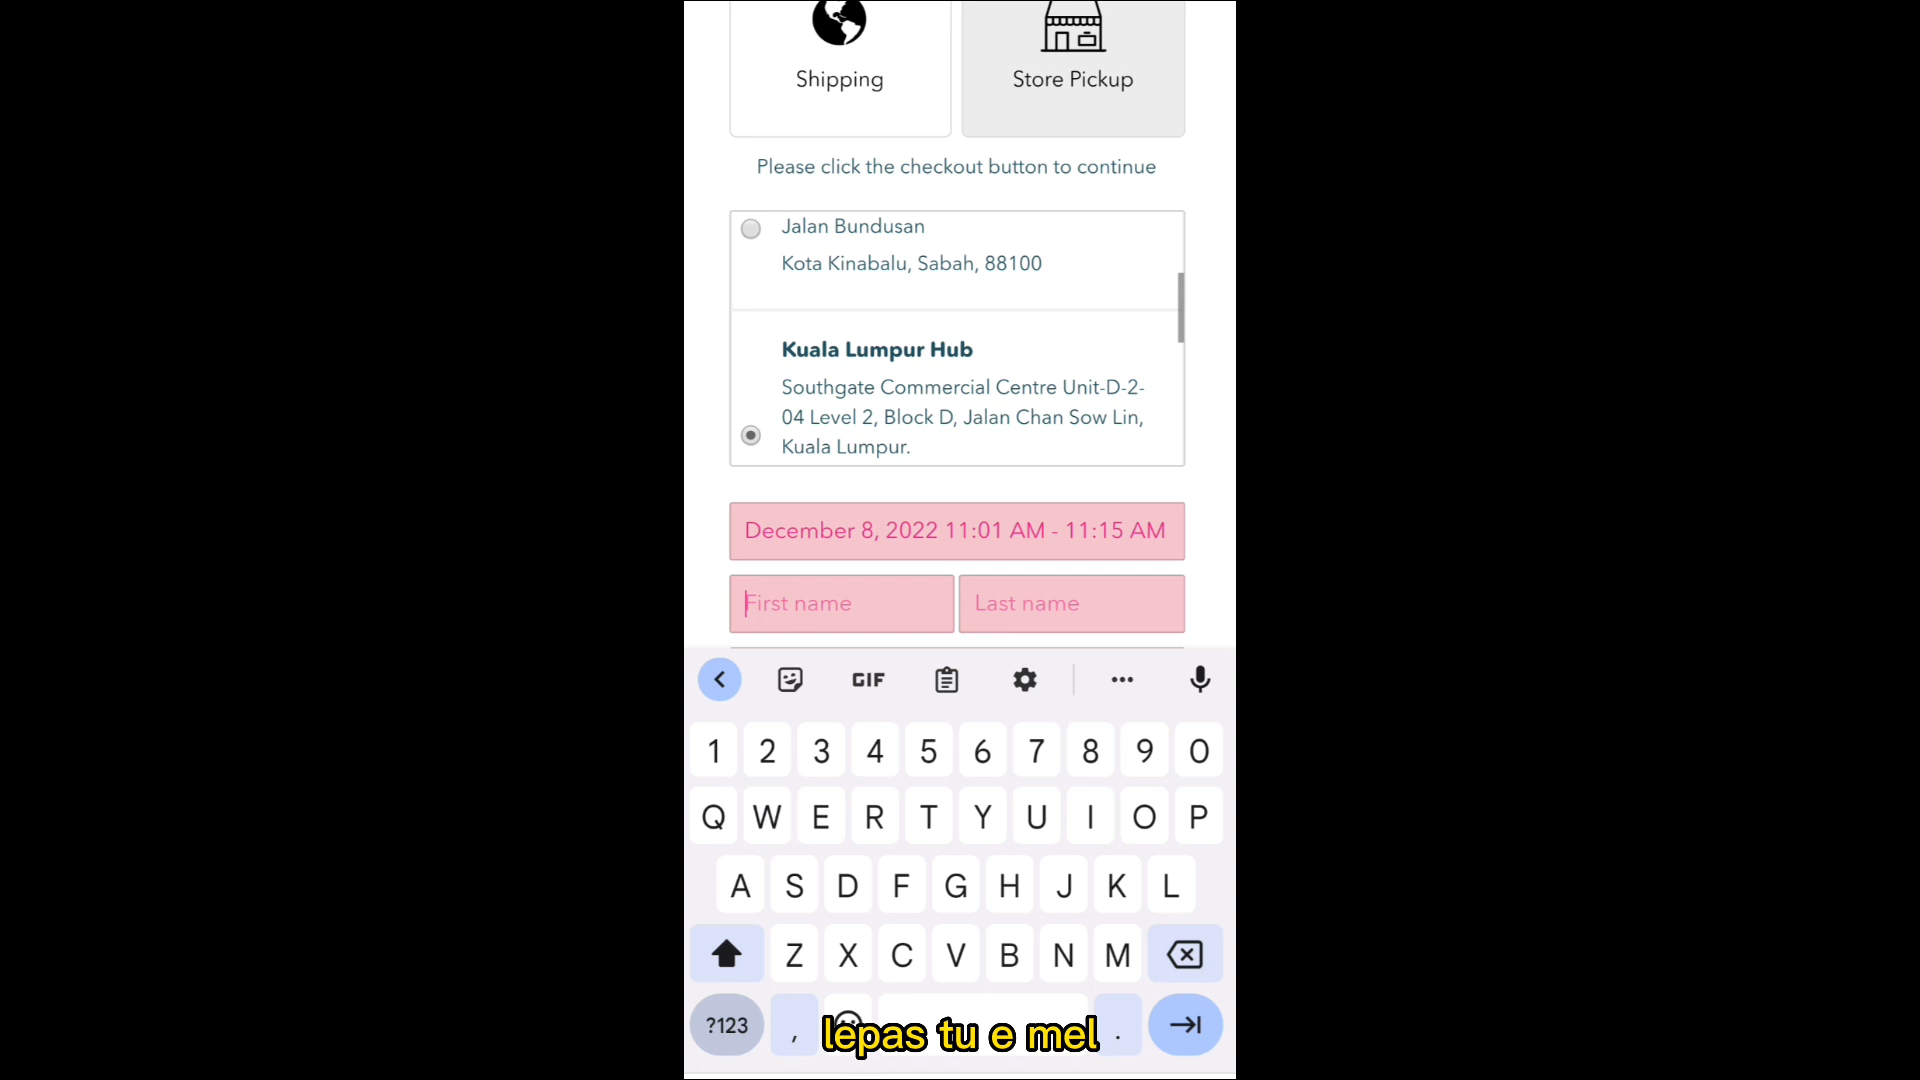 Shipping
Store Pickup
Please click the checkout button to continue
Jalan Bundusan
Kota Kinabalu, Sabah, 88100
Kuala Lumpur Hub
Southgate Commercial Centre Unit-D-2-
04 Level 2, Block D, Jalan Chan Sow Lin,
Kuala Lumpur.
December 8, 2022 11:01 AM - 11:15 AM
First name
Last name
GIF
1 2 3 4 5 6 7 8 9 0
Q W E R T Y U I O P
A S D F G H J K L
Z X C V B N M
?123 , .
lepas tu e mel